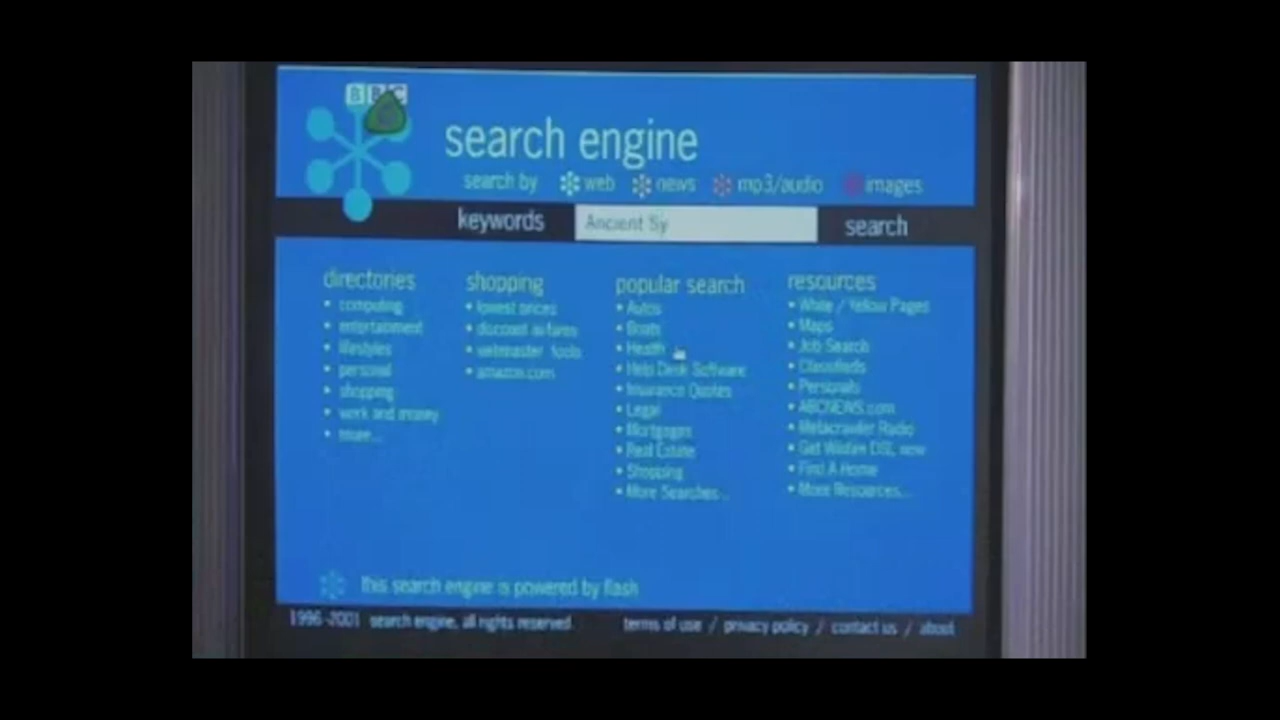 BBC
search engine
search by web news mp3/audio images
keywords Ancient Sy search
directories
• computing
• entertainment
• lifestyles
• personal
• shopping
• work and money
• more...
shopping
• lowest prices
• discount airfares
• webmaster tools
• amazon.com
popular search
• Autos
• Boats
• Health
• Help Desk Software
• Insurance Quotes
• Legal
• Mortgages
• Real Estate
• Shopping
• More Searches...
resources
• White / Yellow Pages
• Maps
• Job Search
• Classifieds
• Personals
• ABCNEWS.com
• Metacrawler Radio
• Get DSL now
• Find A Home
• More Resources...
this search engine is powered by flash
1996-2001 search engine, all rights reserved.
terms of use / privacy policy / contact us / about